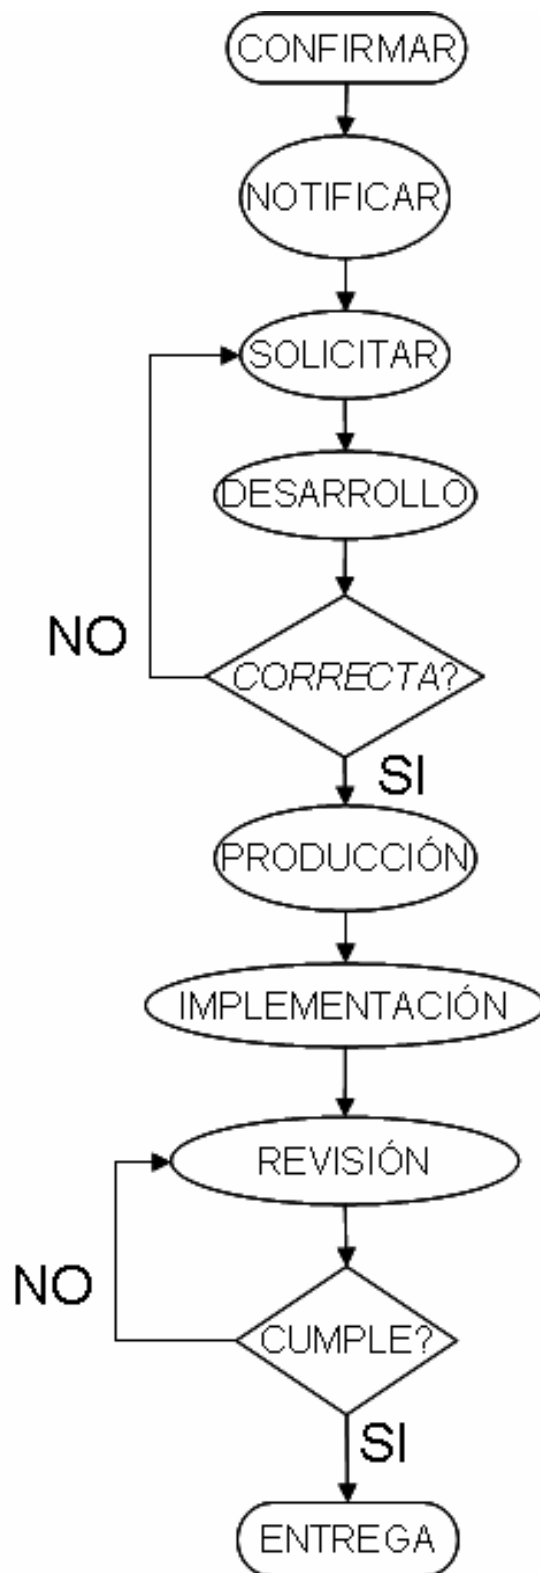 CONFIRMAR
NOTIFICAR
SOLICITAR
DESARROLLO
NO
CORRECTA?
SI
PRODUCCIÓN
IMPLEMENTACIÓN
REVISIÓN
NO
CUMPLE?
SI
ENTREGA